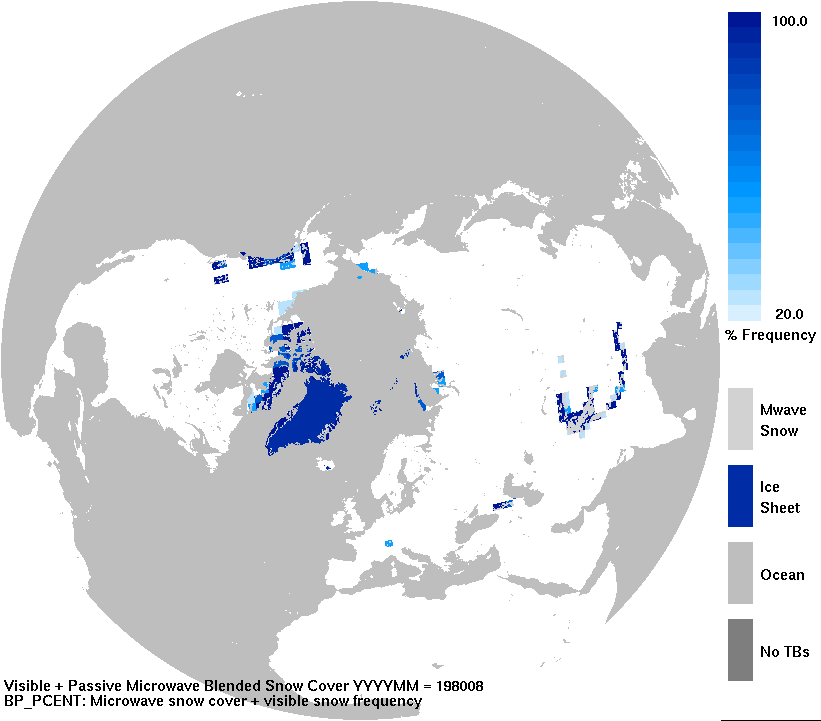 100.0
20.0
% Frequency
Mwave
Snow
Ice
Sheet
Ocean
No TBs
Visible + Passive Microwave Blended Snow Cover YYYYMM = 198008
BP_PCENT: Microwave snow cover + visible snow frequency